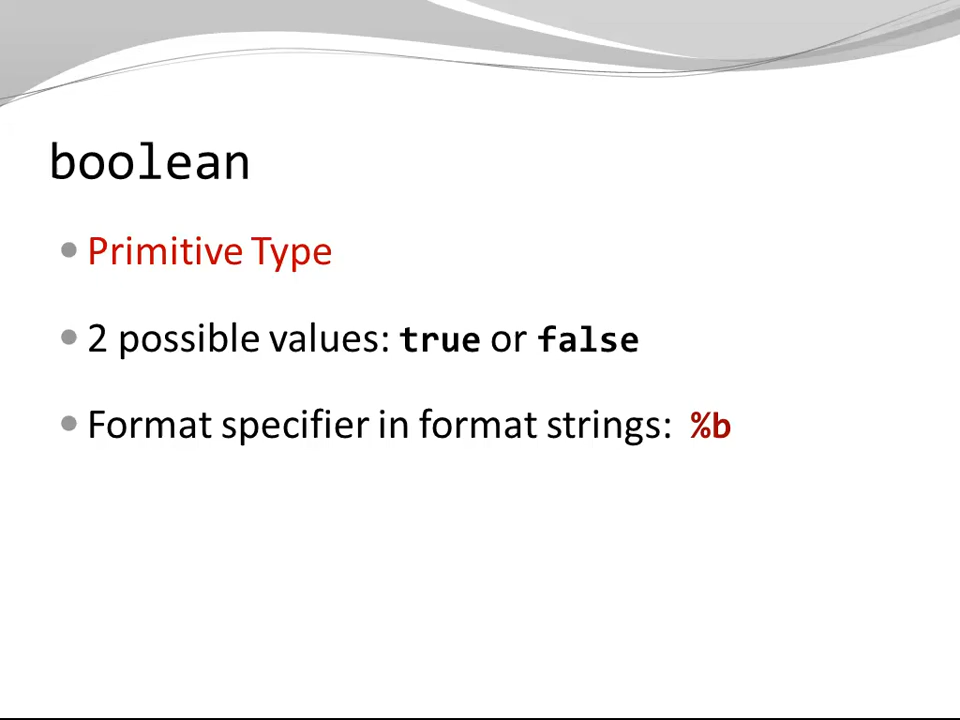 boolean
Primitive Type
2 possible values: true or false
Format specifier in format strings: %b